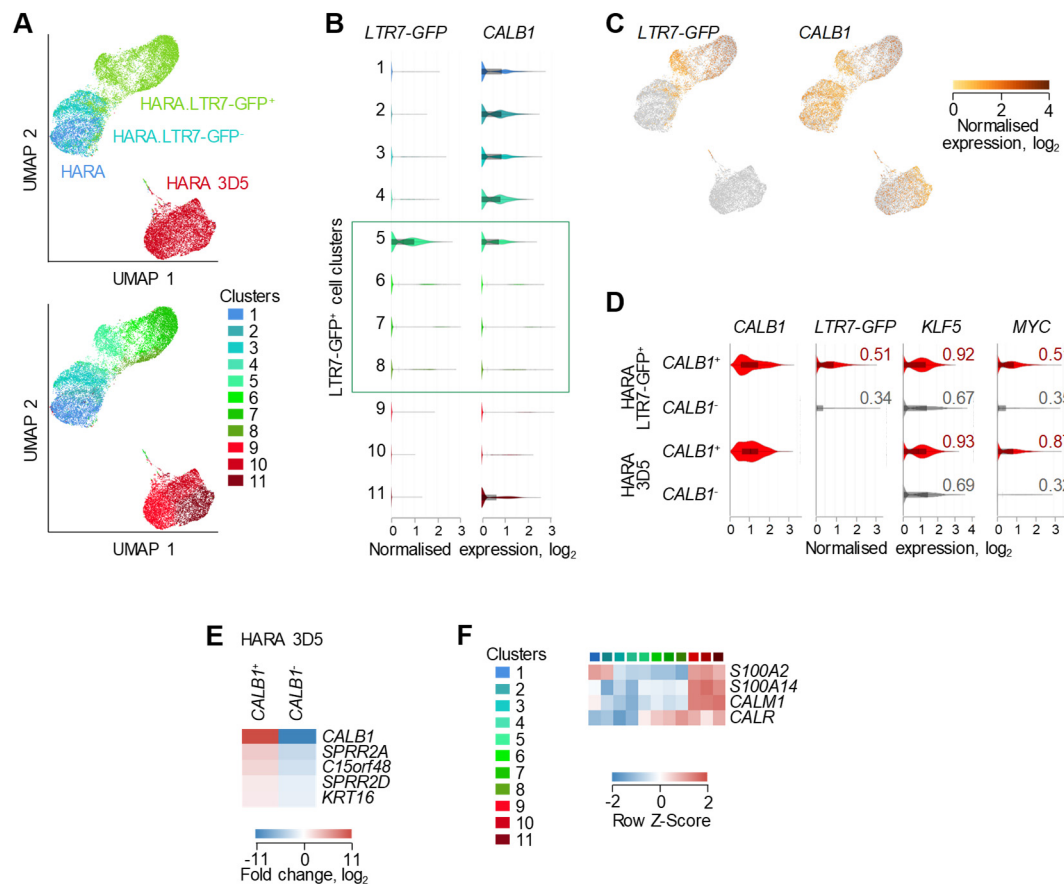 A
UMAP 2
HARA.LTR7-GFP+
HARA.LTR7-GFP-
HARA
HARA 3D5
UMAP 1
UMAP 2
UMAP 1
Clusters
1
2
3
4
5
6
7
8
9
10
11
B
LTR7-GFP CALB1
1
2
3
4
LTR7-GFP+ cell clusters
5
6
7
8
9
10
11
0 1 2 3 0 1 2 3
Normalised expression, log2
C
LTR7-GFP CALB1
0 2 4
Normalised
expression, log2
D
CALB1 LTR7-GFP KLF5 MYC
HARA
LTR7-GFP+
CALB1+ 0.51 0.92
CALB1- 0.34 0.67
HARA
3D5
CALB1+ 0.93
CALB1- 0.69 0.32
0 1 2 3 0 1 2 3 0 1 2 3 4 0 1 2 3
Normalised expression, log2
E HARA 3D5
CALB1+ CALB1-
CALB1
SPRR2A
C15orf48
SPRR2D
KRT16
-11 0 11
Fold change, log2
F
Clusters
1
2
3
4
5
6
7
8
9
10
11
S100A2
S100A14
CALM1
CALR
-2 0 2
Row Z-Score